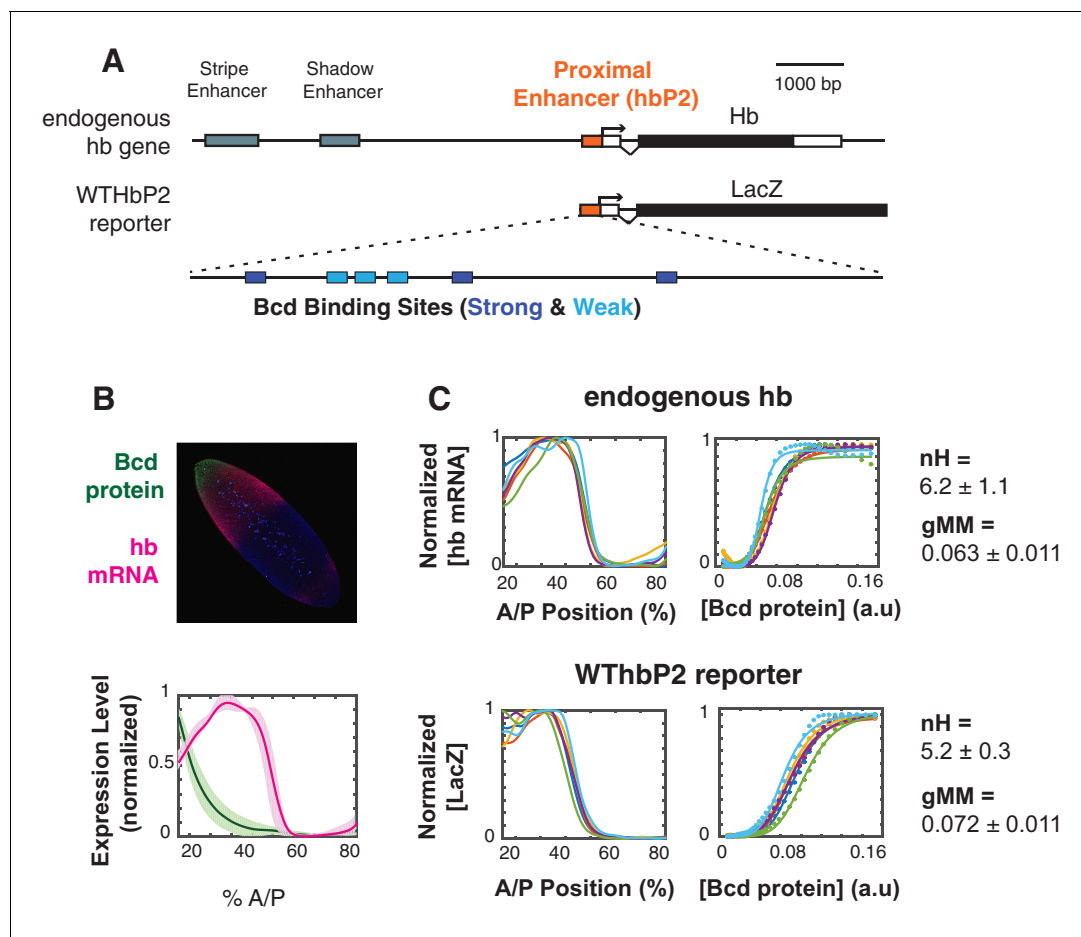 A
Stripe
Enhancer
Shadow
Enhancer
Proximal
Enhancer (hbP2)
1000 bp
endogenous
hb gene
Hb
WTHbP2
reporter
LacZ
Bcd Binding Sites (Strong & Weak)
B
Bcd
protein
hb
mRNA
Expression Level
(normalized)
1
0.5
0
20 40 60 80
% A/P
C
endogenous hb
Normalized
[hb mRNA]
1
0
20 40 60 80
A/P Position (%)
1
0
0 0.08 0.16
[Bcd protein] (a.u)
nH =
6.2 ± 1.1
gMM =
0.063 ± 0.011
WThbP2 reporter
Normalized
[LacZ]
1
0
20 40 60 80
A/P Position (%)
1
0
0 0.08 0.16
[Bcd protein] (a.u)
nH =
5.2 ± 0.3
gMM =
0.072 ± 0.011